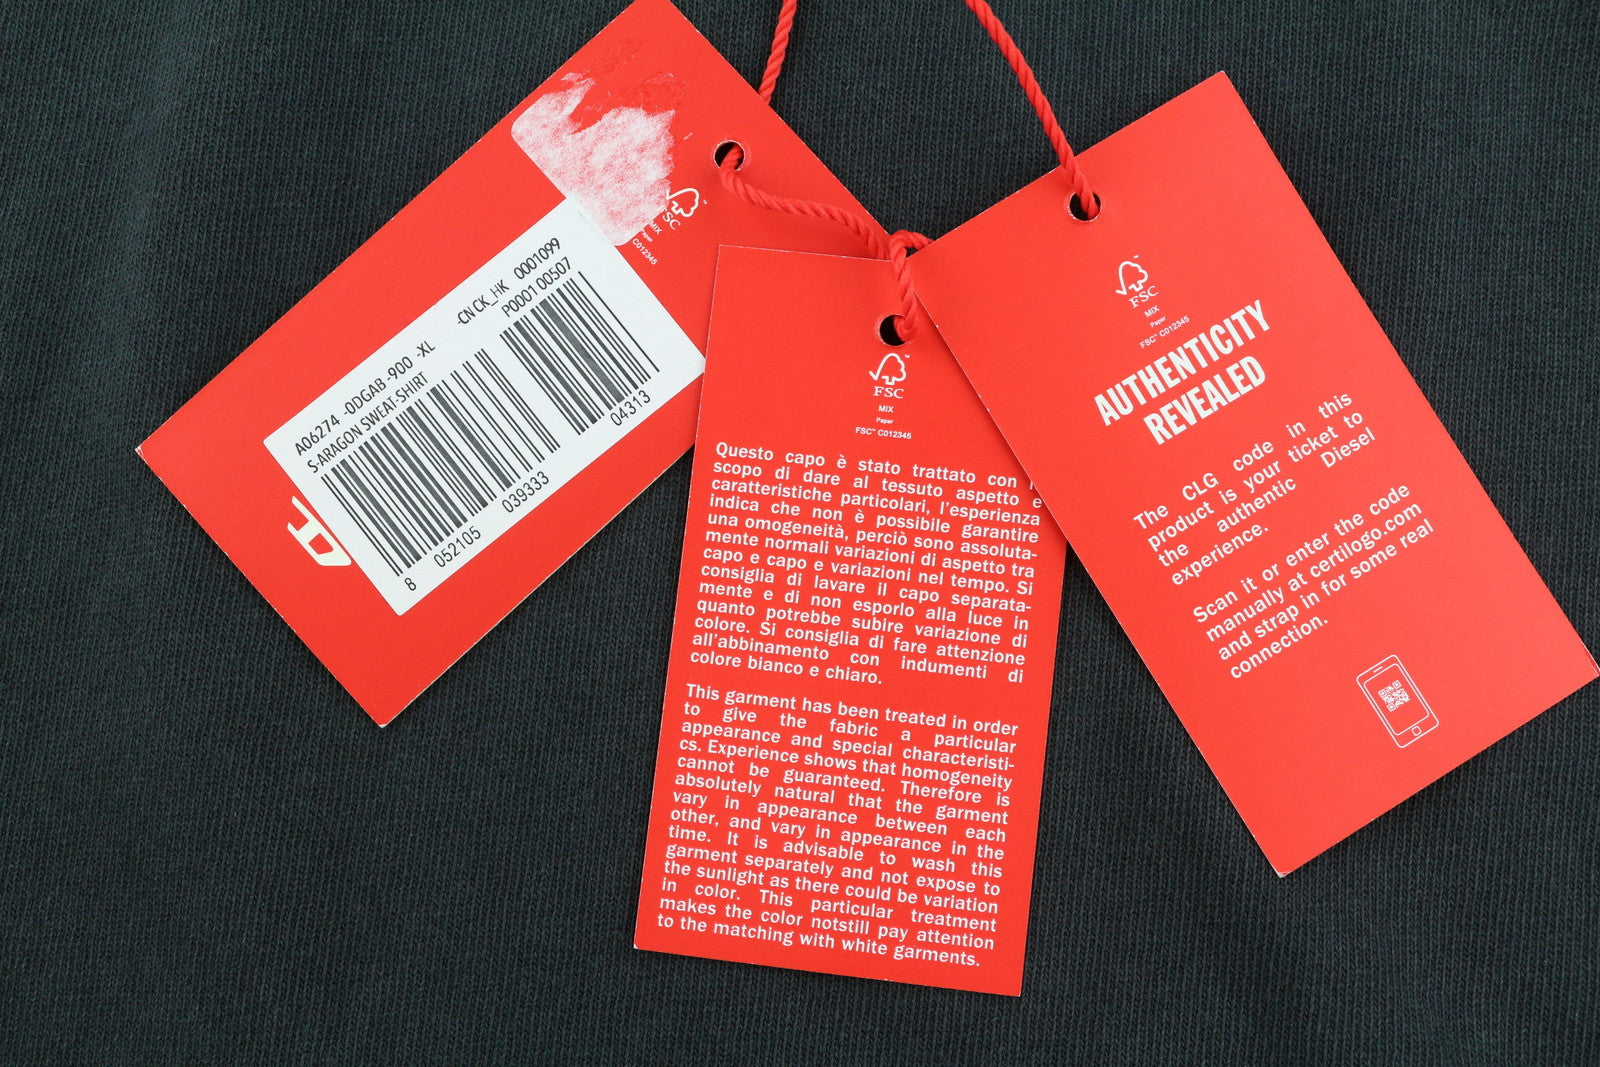 FSC
MIX
Paper
C012345
A06274 -0DGAB -900 -XL
-CN CK_HK 0001099
S-ARAGON SWEAT-SHIRT
P0001 00507
8 052105 039333
04313
FSC
MIX
Paper
FSC™ C012345
Questo capo è stato trattato con
scopo di dare al tessuto aspetto e
caratteristiche particolari, l'esperienza
indica che non è possibile garantire
una omogeneità, perciò sono assoluta-
mente normali variazioni di aspetto tra
capo e capo e variazioni nel tempo. Si
consiglia di lavare il capo separata-
mente e di non esporlo alla luce in
quanto potrebbe subire variazione di
colore. Si consiglia di fare attenzione
all'abbinamento con indumenti di
colore bianco e chiaro.
This garment has been treated in order
to give the fabric a particular
appearance and special characteristi-
cs. Experience shows that homogeneity
cannot be guaranteed. Therefore is
absolutely natural that the garment
vary in appearance between each
other, and vary in appearance in the
time. It is advisable to wash this
garment separately and not expose to
the sunlight as there could be variation
in color. This particular treatment
makes the color notstill pay attention
to the matching with white garments.
FSC
MIX
Paper
FSC™ C012345
AUTHENTICITY
REVEALED
The CLG code in this
product is your ticket to
the authentic Diesel
experience.
Scan it or enter the code
manually at certilogo.com
and strap in for some real
connection.